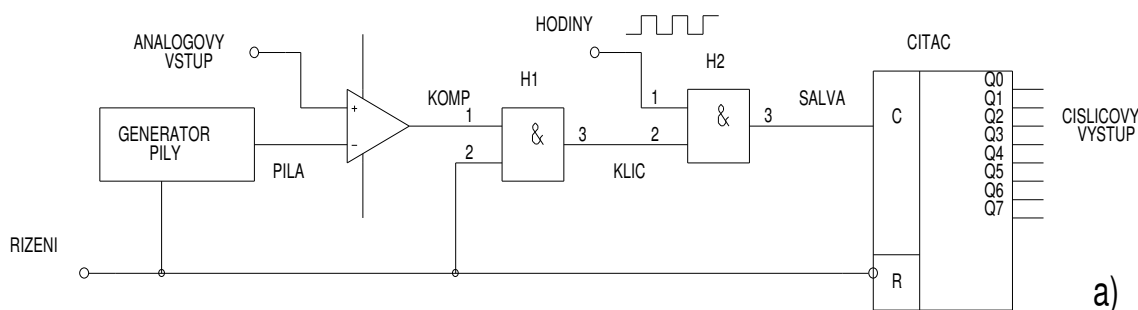 HODINY
ANALOGOVY
VSTUP
H1
H2
CITAC
KOMP
1
2
3
&
+
-
GENERATOR
PILY
PILA
KLIC
1
2
3
&
SALVA
C
R
Q0
Q1
Q2
Q3
Q4
Q5
Q6
Q7
CISLICOVY
VYSTUP
RIZENI
a)